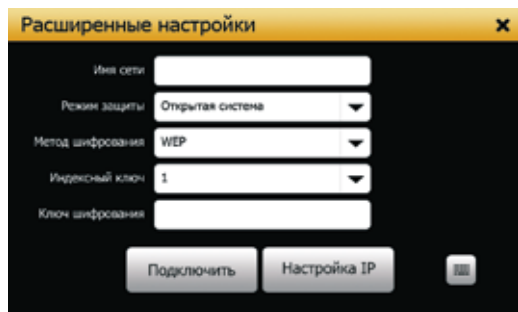 Расширенные настройки
Имя сети
Режим защиты Открытая система
Метод шифрования WEP
Индексный ключ 1
Ключ шифрования
Подключить Настройка IP